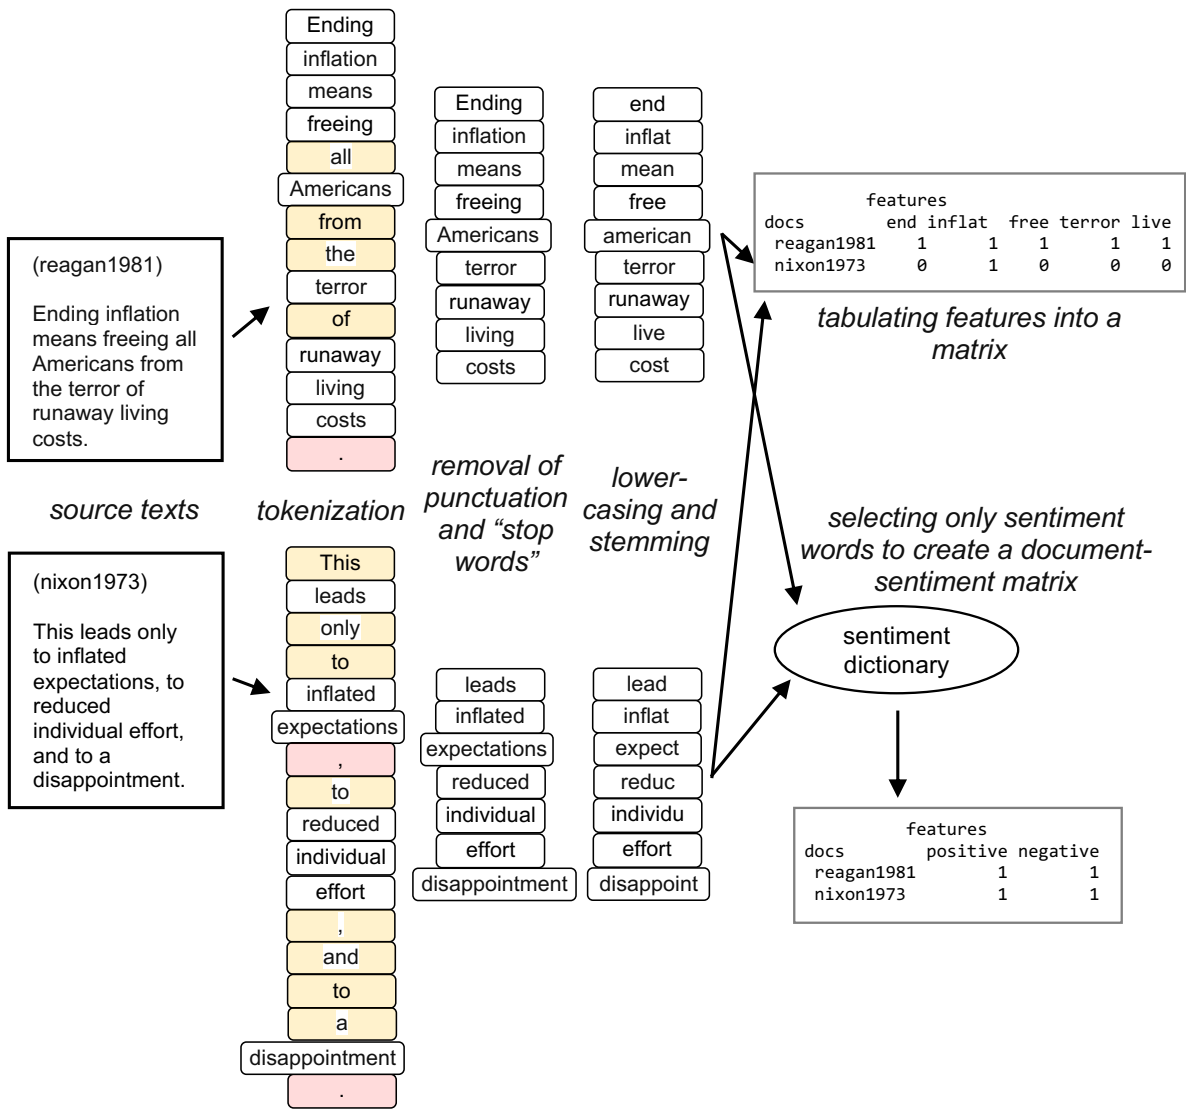 (reagan1981)
Ending inflation
means freeing all
Americans from
the terror of
runaway living
costs.
source texts
(nixon1973)
This leads only
to inflated
expectations, to
reduced
individual effort,
and to a
disappointment.
Ending
inflation
means
freeing
all
Americans
from
the
terror
of
runaway
living
costs
.
tokenization
This
leads
only
to
inflated
expectations
,
to
reduced
individual
effort
,
and
to
a
disappointment
.
Ending
inflation
means
freeing
Americans
terror
runaway
living
costs
removal of
punctuation
and “stop
words”
leads
inflated
expectations
reduced
individual
effort
disappointment
end
inflat
mean
free
american
terror
runaway
live
cost
lower-
casing and
stemming
lead
inflat
expect
reduc
individu
effort
disappoint
features
docs end inflat free terror live
reagan1981 1 1 1 1 1
nixon1973 0 1 0 0 0
tabulating features into a
matrix
selecting only sentiment
words to create a document-
sentiment matrix
sentiment
dictionary
features
docs positive negative
reagan1981 1 1
nixon1973 1 1